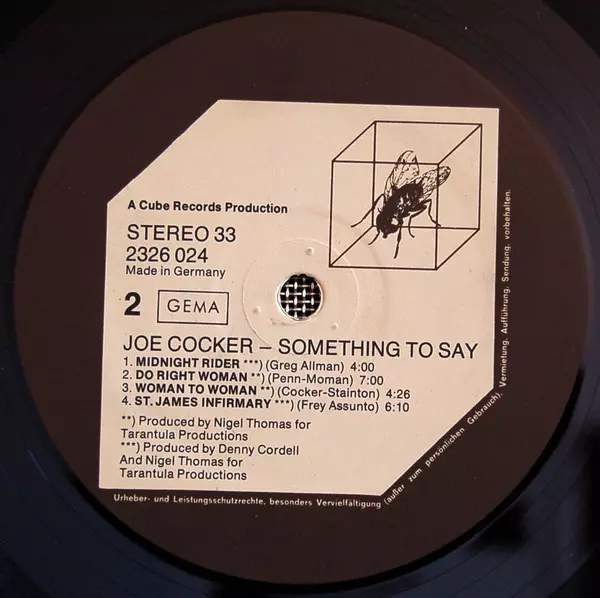 A Cube Records Production
STEREO 33
2326 024
Made in Germany
2 GEMA
JOE COCKER – SOMETHING TO SAY
1. MIDNIGHT RIDER ***) (Greg Allman) 4:00
2. DO RIGHT WOMAN **) (Penn-Moman) 7:00
3. WOMAN TO WOMAN **) (Cocker-Stainton) 4:26
4. ST. JAMES INFIRMARY ***) (Frey Assunto) 6:10
**) Produced by Nigel Thomas for
Tarantula Productions
***) Produced by Denny Cordell
And Nigel Thomas for
Tarantula Productions
Urheber- und Leistungsschutzrechte, besonders Vervielfältigung (außer zum persönlichen Gebrauch), Vermietung, Aufführung, Sendung, vorbehalten.